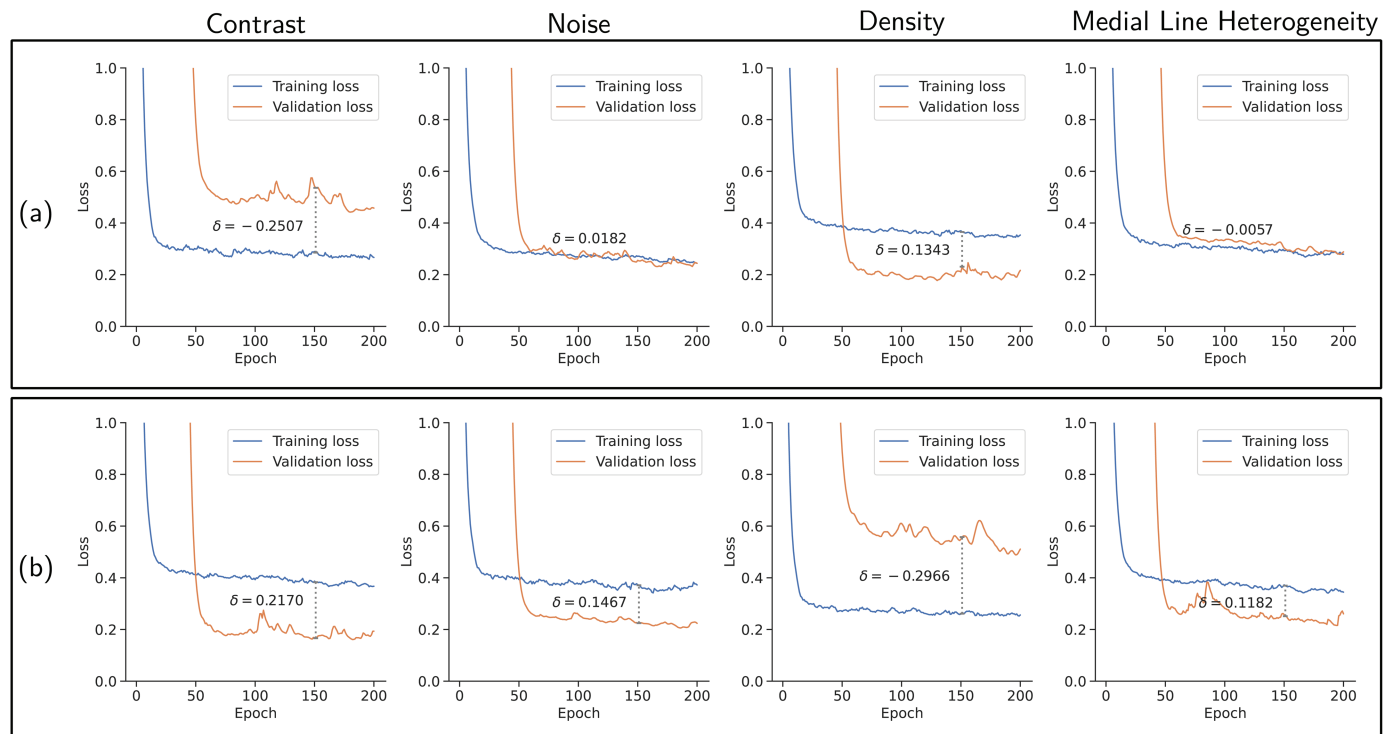 Contrast Noise Density Medial Line Heterogeneity
(a)
1.0
0.8
0.6
0.4
0.2
0.0
Loss
Training loss
Validation loss
δ = −0.2507
0 50 100 150 200
Epoch
1.0
0.8
0.6
0.4
0.2
0.0
Loss
Training loss
Validation loss
δ = 0.0182
0 50 100 150 200
Epoch
1.0
0.8
0.6
0.4
0.2
0.0
Loss
Training loss
Validation loss
δ = 0.1343
0 50 100 150 200
Epoch
1.0
0.8
0.6
0.4
0.2
0.0
Loss
Training loss
Validation loss
δ = −0.0057
0 50 100 150 200
Epoch
(b)
1.0
0.8
0.6
0.4
0.2
0.0
Loss
Training loss
Validation loss
δ = 0.2170
0 50 100 150 200
Epoch
1.0
0.8
0.6
0.4
0.2
0.0
Loss
Training loss
Validation loss
δ = 0.1467
0 50 100 150 200
Epoch
1.0
0.8
0.6
0.4
0.2
0.0
Loss
Training loss
Validation loss
δ = −0.2966
0 50 100 150 200
Epoch
1.0
0.8
0.6
0.4
0.2
0.0
Loss
Training loss
Validation loss
δ = 0.1182
0 50 100 150 200
Epoch